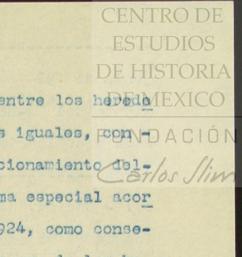 CENTRO DE
ESTUDIOS
DE HISTORIA
DE MEXICO
FUNDACIÓN
Carlos Slim
entre los herede
s iguales, con -
cionamiento del-
ma especial acor
924, como conse-